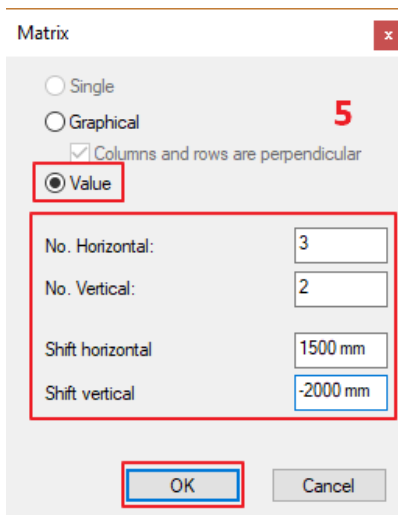 Matrix
x
Single
Graphical
5
Columns and rows are perpendicular
Value
No. Horizontal: 3
No. Vertical: 2
Shift horizontal 1500 mm
Shift vertical -2000 mm
OK Cancel